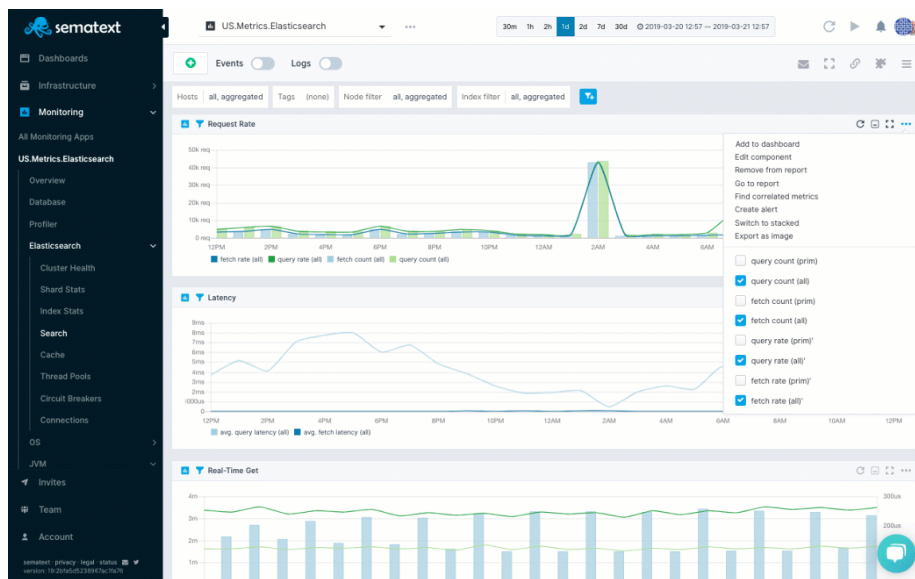 sematext
US.Metrics.Elasticsearch
30m 1h 2h 1d 2d 7d 30d 2019-03-20 12:57 — 2019-03-21 12:57
Dashboards
Infrastructure
Monitoring
All Monitoring Apps
US.Metrics.Elasticsearch
Overview
Database
Profiler
Elasticsearch
Cluster Health
Shard Stats
Index Stats
Search
Cache
Thread Pools
Circuit Breakers
Connections
OS
JVM
Invites
Team
Account
sematext · privacy · legal · status
Events Logs
Hosts all, aggregated Tags (none) Node filter all, aggregated Index filter all, aggregated
Request Rate
50k req
40k req
30k req
20k req
10k req
0 req
12PM 2PM 4PM 6PM 8PM 10PM 12AM 2AM 4AM 6AM
fetch rate (all) query rate (all) fetch count (all) query count (all)
Add to dashboard
Edit component
Remove from report
Go to report
Find correlated metrics
Create alert
Switch to stacked
Export as image
query count (prim)
query count (all)
fetch count (prim)
fetch count (all)
query rate (prim)'
query rate (all)'
fetch rate (prim)'
fetch rate (all)'
Latency
9ms
8ms
7ms
6ms
5ms
4ms
3ms
2ms
0
12PM 2PM 4PM 6PM 8PM 10PM 12AM 2AM 4AM 6AM 8AM 10AM 12PM
avg. query latency (all) avg. fetch latency (all)
Real-Time Get
4m
3m
2m
1m
300us
200us